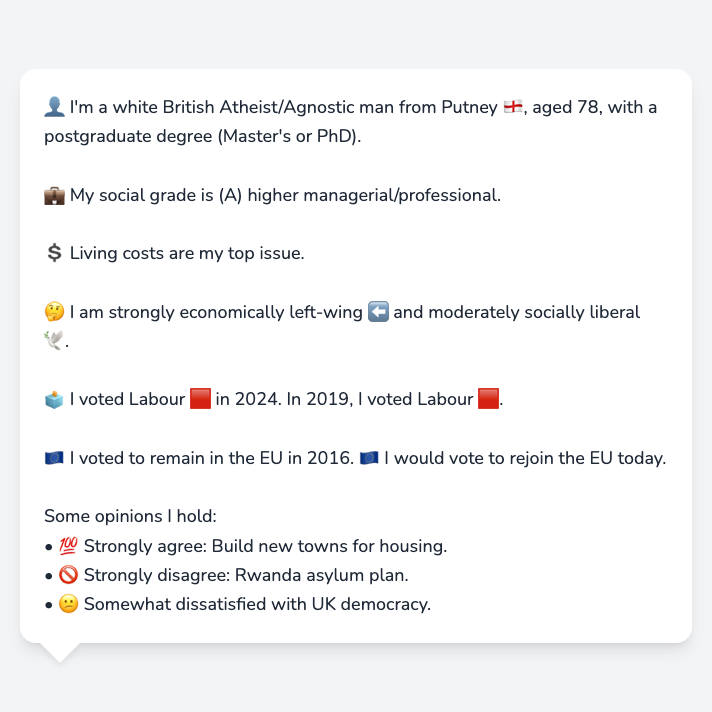 👤 I'm a white British Atheist/Agnostic man from Putney 🏴󠁧󠁢󠁥󠁮󠁧󠁿, aged 78, with a
postgraduate degree (Master's or PhD).
💼 My social grade is (A) higher managerial/professional.
💲 Living costs are my top issue.
🤔 I am strongly economically left-wing ⬅️ and moderately socially liberal
🕊️.
🗳️ I voted Labour 🟥 in 2024. In 2019, I voted Labour 🟥.
🇪🇺 I voted to remain in the EU in 2016. 🇪🇺 I would vote to rejoin the EU today.
Some opinions I hold:
• 💯 Strongly agree: Build new towns for housing.
• 🚫 Strongly disagree: Rwanda asylum plan.
• 😕 Somewhat dissatisfied with UK democracy.